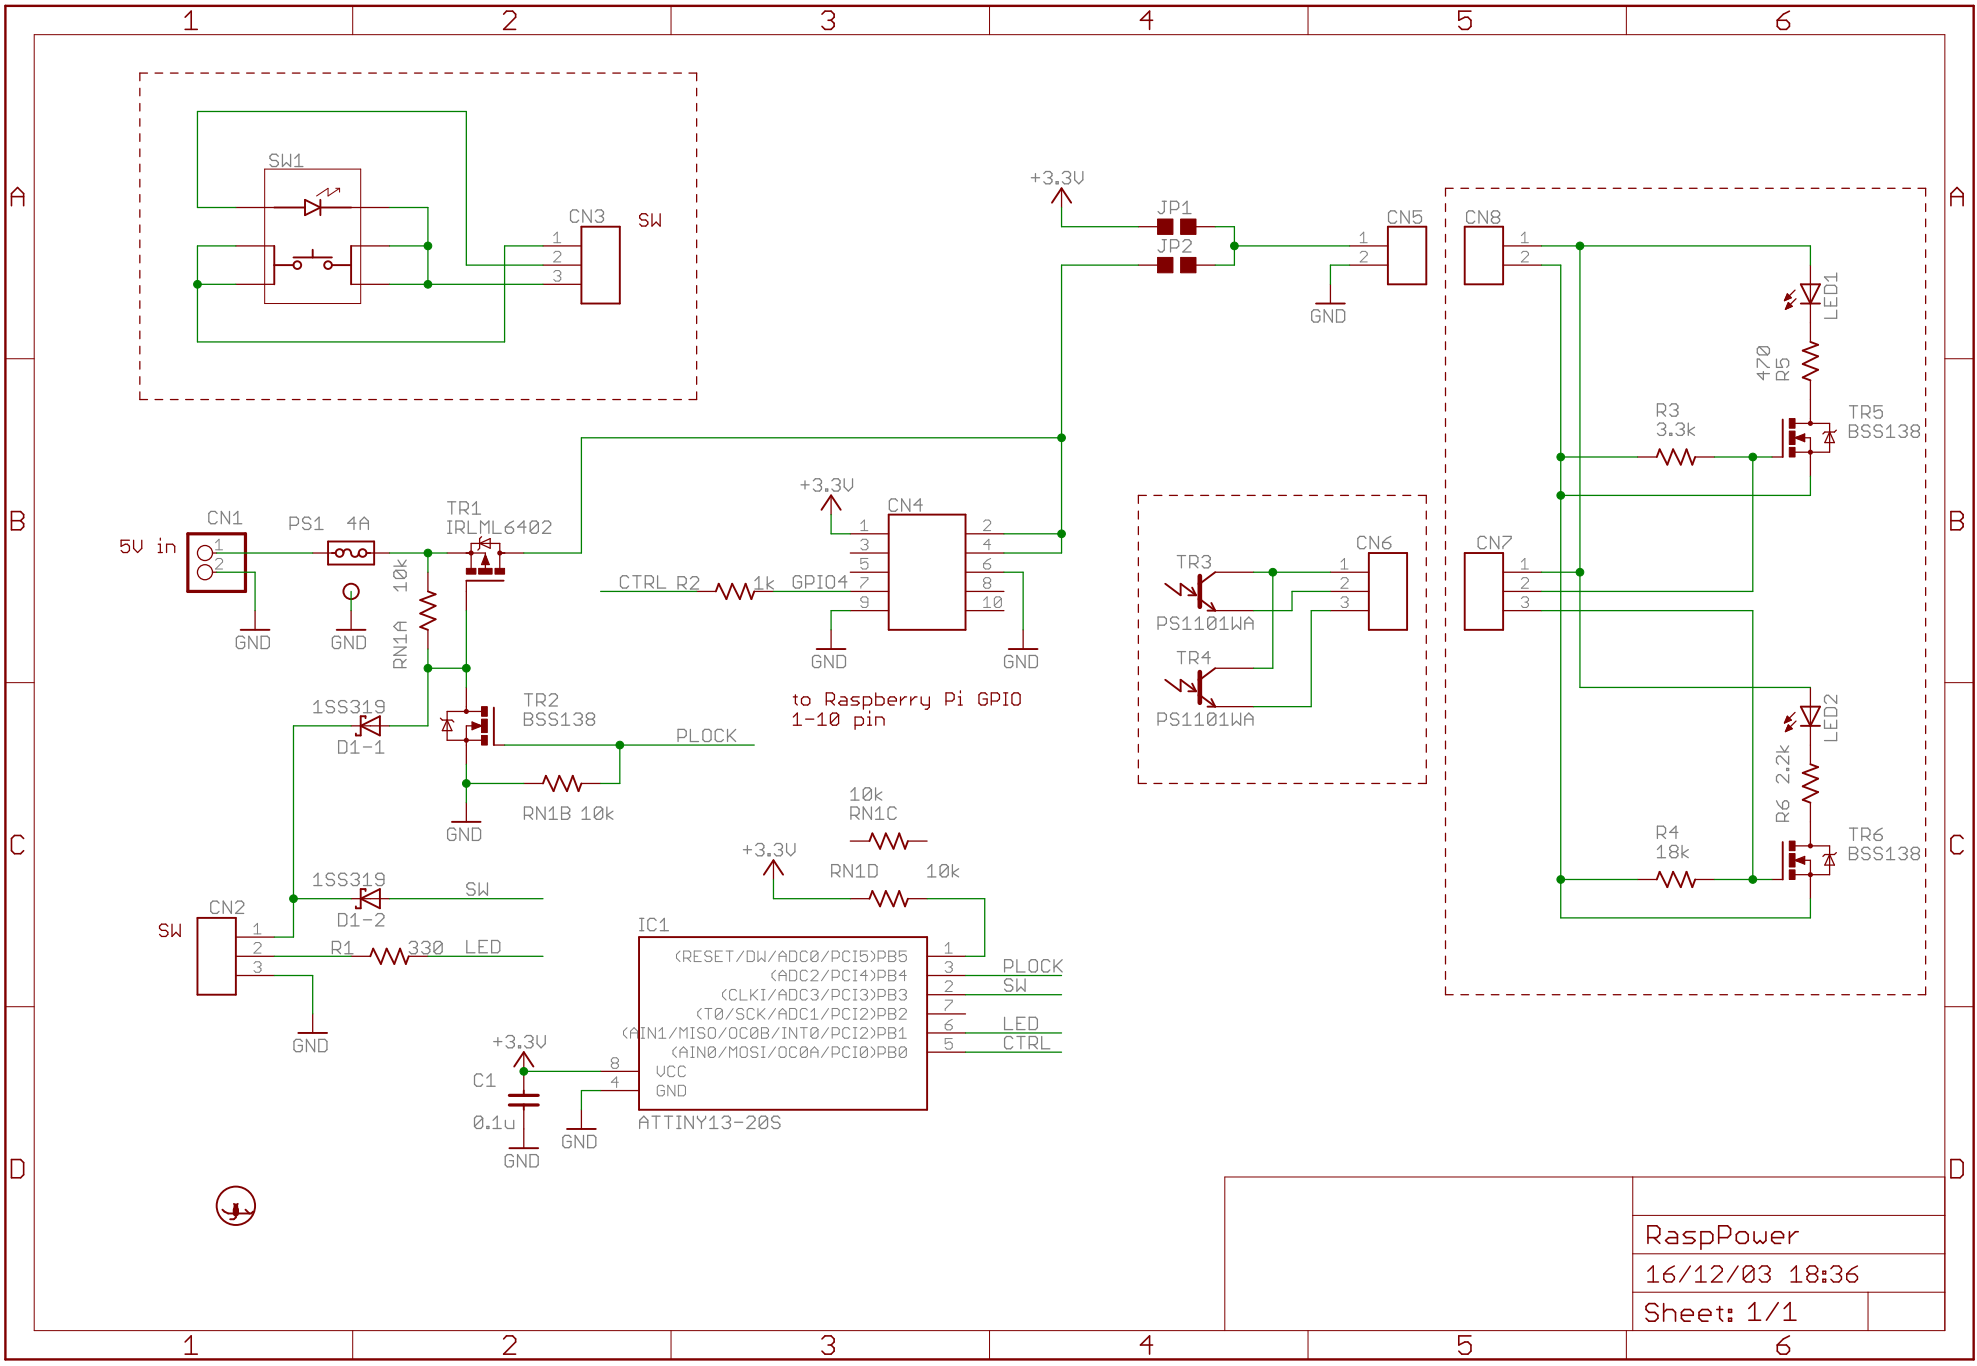 1 2 3 4 5 6
A A
SW1
CN3 SW
1
2
3
+3.3V
JP1
JP2
CN5
1
2
GND
CN8
1
2
LED1
470
R5
R3
3.3k
TR5
BSS138
B B
5V in
CN1
1
2
GND
PS1 4A
GND
10k
RN1A
TR1
IRLML6402
CTRL R2 1k GPIO4
+3.3V
CN4
1 2
3 4
5 6
7 8
9 10
GND
GND
to Raspberry Pi GPIO
1-10 pin
TR3
PS1101WA
TR4
PS1101WA
CN6
1
2
3
CN7
1
2
3
LED2
R6 2.2k
R4
18k
TR6
BSS138
C C
1SS319
D1-1
TR2
BSS138
PLOCK
RN1B 10k
GND
1SS319
D1-2
SW
CN2
SW
1
2
3
R1 330 LED
GND
10k
RN1C
+3.3V
RN1D 10k
IC1
(RESET/DW/ADC0/PCI5)PB5 1
(ADC2/PCI4)PB4 3 PLOCK
(CLKI/ADC3/PCI3)PB3 2 SW
(T0/SCK/ADC1/PCI2)PB2 7
(AIN1/MISO/OC0B/INT0/PCI2)PB1 6 LED
(AIN0/MOSI/OC0A/PCI0)PB0 5 CTRL
8 VCC
4 GND
ATTINY13-20S
+3.3V
C1
0.1u
GND
GND
D D
RaspPower
16/12/03 18:36
Sheet: 1/1
1 2 3 4 5 6